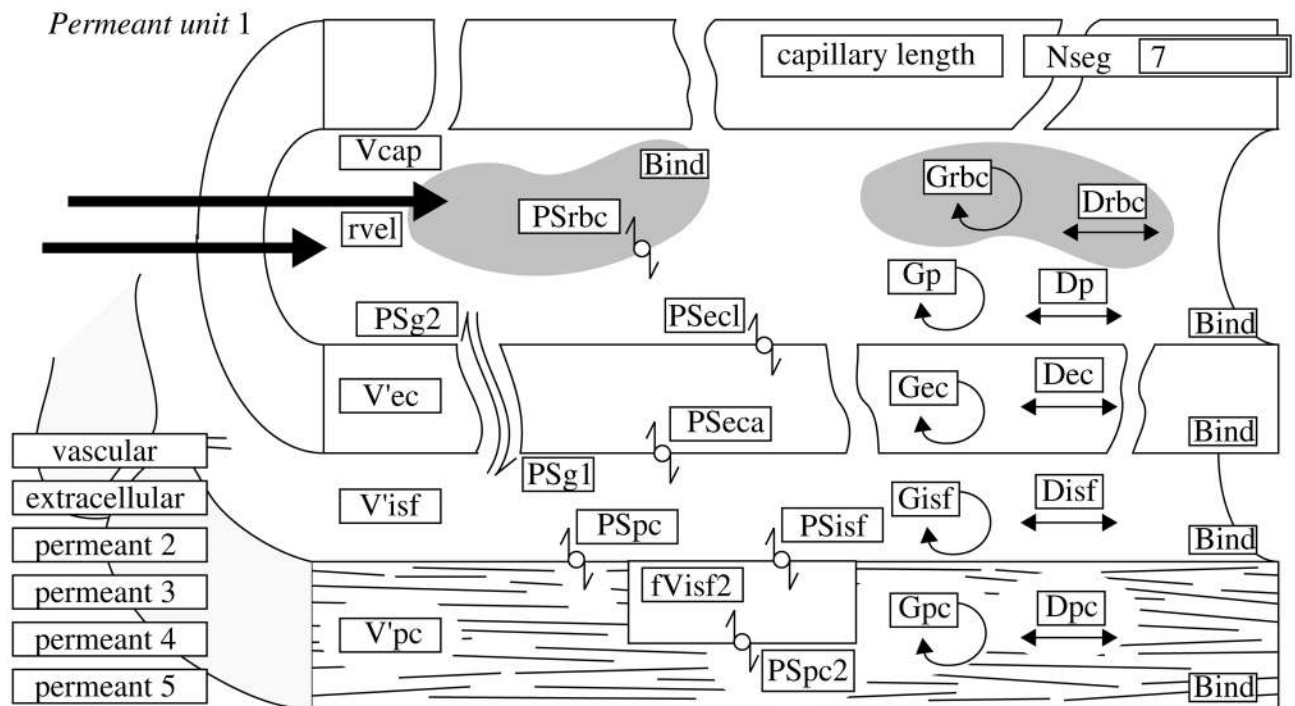 Permeant unit 1
capillary length
Nseg 7
Vcap
Bind
Grbc
Drbc
PSrbc
rvel
Gp
Dp
PSg2
PSecl
Bind
V'ec
Gec
Dec
PSeca
Bind
vascular
PSg1
extracellular
V'isf
Gisf
Disf
PSpc
PSisf
permeant 2
Bind
permeant 3
fVisf2
Gpc
Dpc
permeant 4
V'pc
PSpc2
permeant 5
Bind